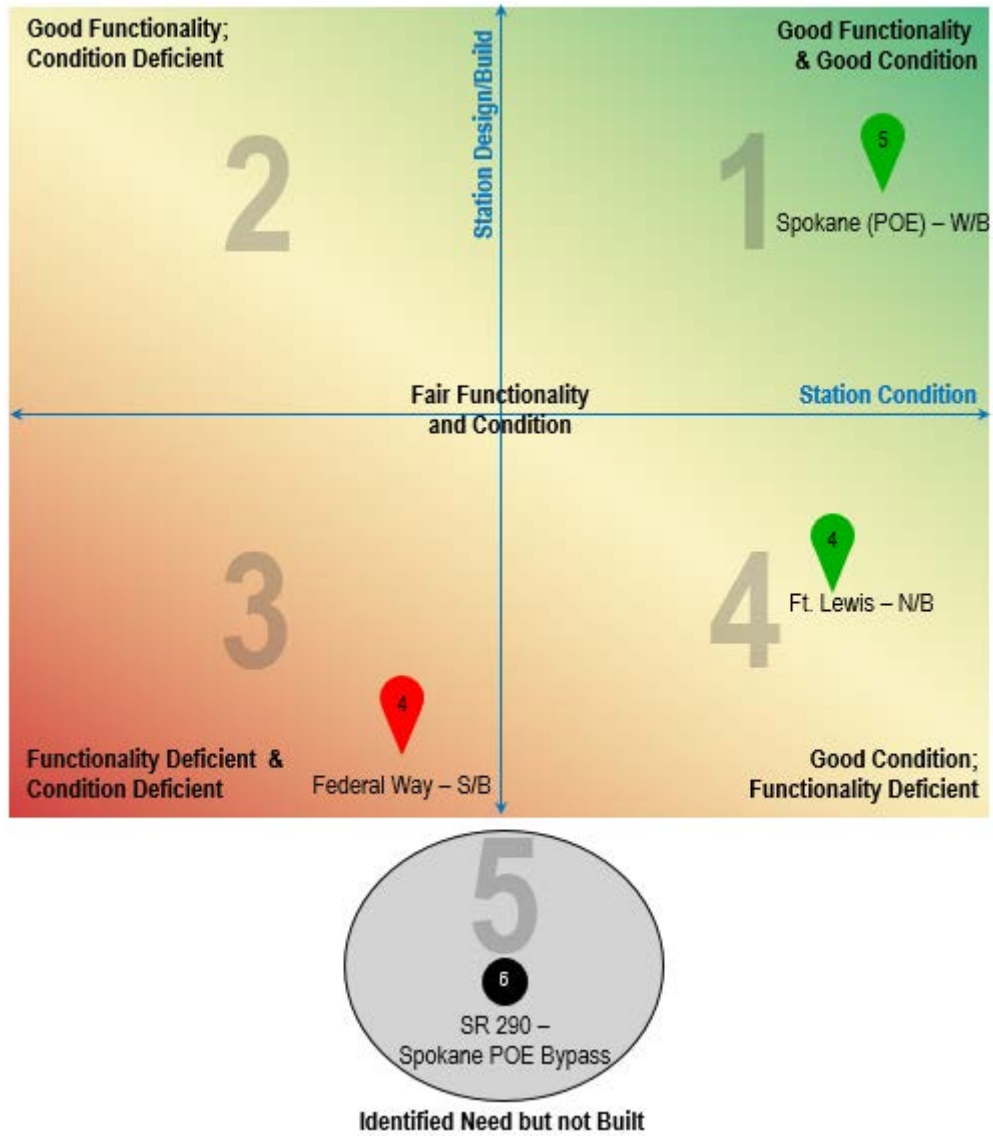 Good Functionality;
Condition Deficient
Station Design/Build
Good Functionality
& Good Condition
2
1
5
Spokane (POE) – W/B
Fair Functionality
and Condition
Station Condition
3
4
4
Ft. Lewis – N/B
4
Functionality Deficient &
Condition Deficient
Federal Way – S/B
Good Condition;
Functionality Deficient
5
6
SR 290 –
Spokane POE Bypass
Identified Need but not Built